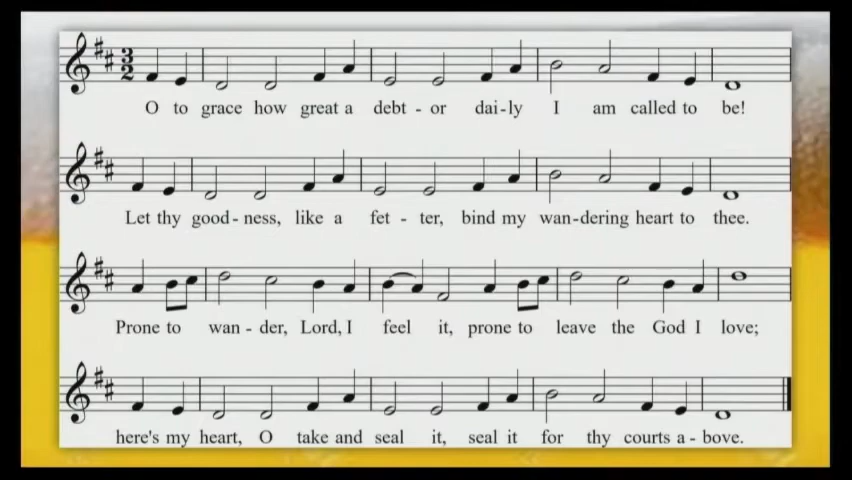 3
2
O to grace how great a debt - or dai - ly I am called to be!
Let thy good - ness, like a fet - ter, bind my wan - dering heart to thee.
Prone to wan - der, Lord, I feel it, prone to leave the God I love;
here's my heart, O take and seal it, seal it for thy courts a - bove.